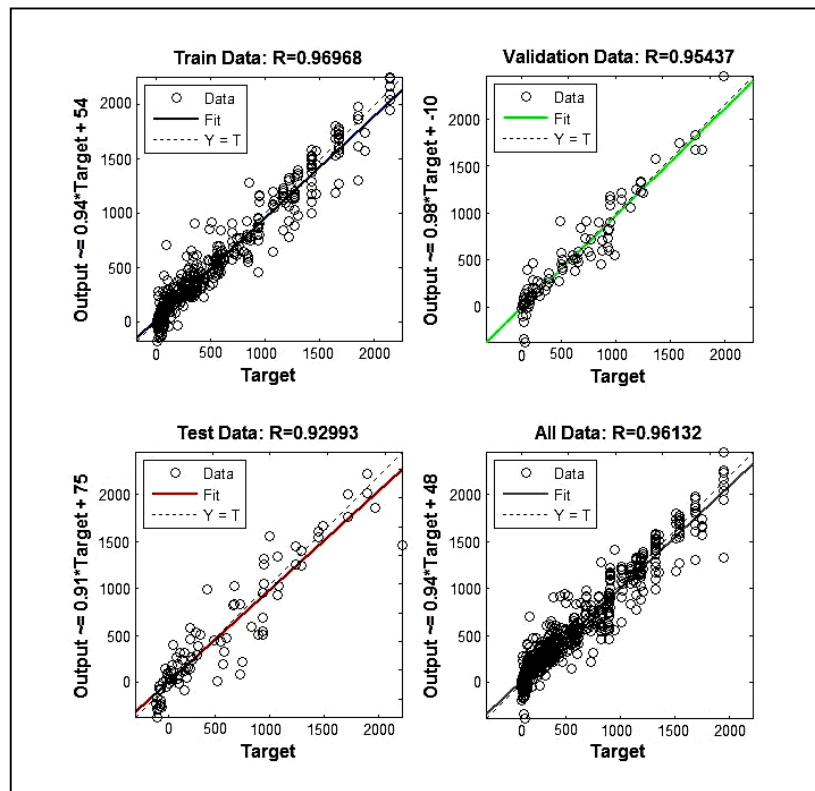 Train Data: R=0.96968
Output ~= 0.94*Target + 54
Data
Fit
Y = T
2000
1500
1000
500
0
0 500 1000 1500 2000
Target
Validation Data: R=0.95437
Output ~= 0.98*Target + -10
Data
Fit
Y = T
2000
1500
1000
500
0
0 500 1000 1500 2000
Target
Test Data: R=0.92993
Output ~= 0.91*Target + 75
Data
Fit
Y = T
2000
1500
1000
500
0
0 500 1000 1500 2000
Target
All Data: R=0.96132
Output ~= 0.94*Target + 48
Data
Fit
Y = T
2000
1500
1000
500
0
0 500 1000 1500 2000
Target